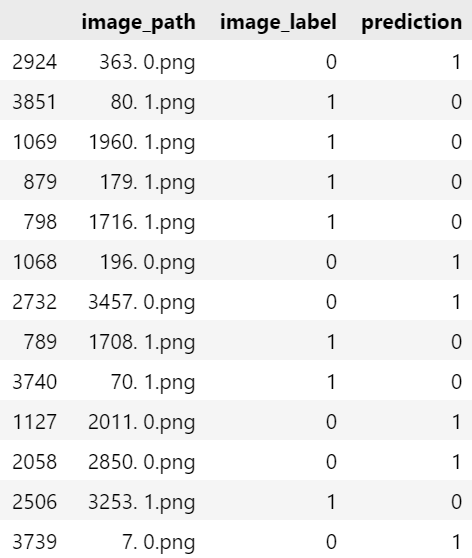 image_path image_label prediction
2924 363. 0.png 0 1
3851 80. 1.png 1 0
1069 1960. 1.png 1 0
879 179. 1.png 1 0
798 1716. 1.png 1 0
1068 196. 0.png 0 1
2732 3457. 0.png 0 1
789 1708. 1.png 1 0
3740 70. 1.png 1 0
1127 2011. 0.png 0 1
2058 2850. 0.png 0 1
2506 3253. 1.png 1 0
3739 7. 0.png 0 1